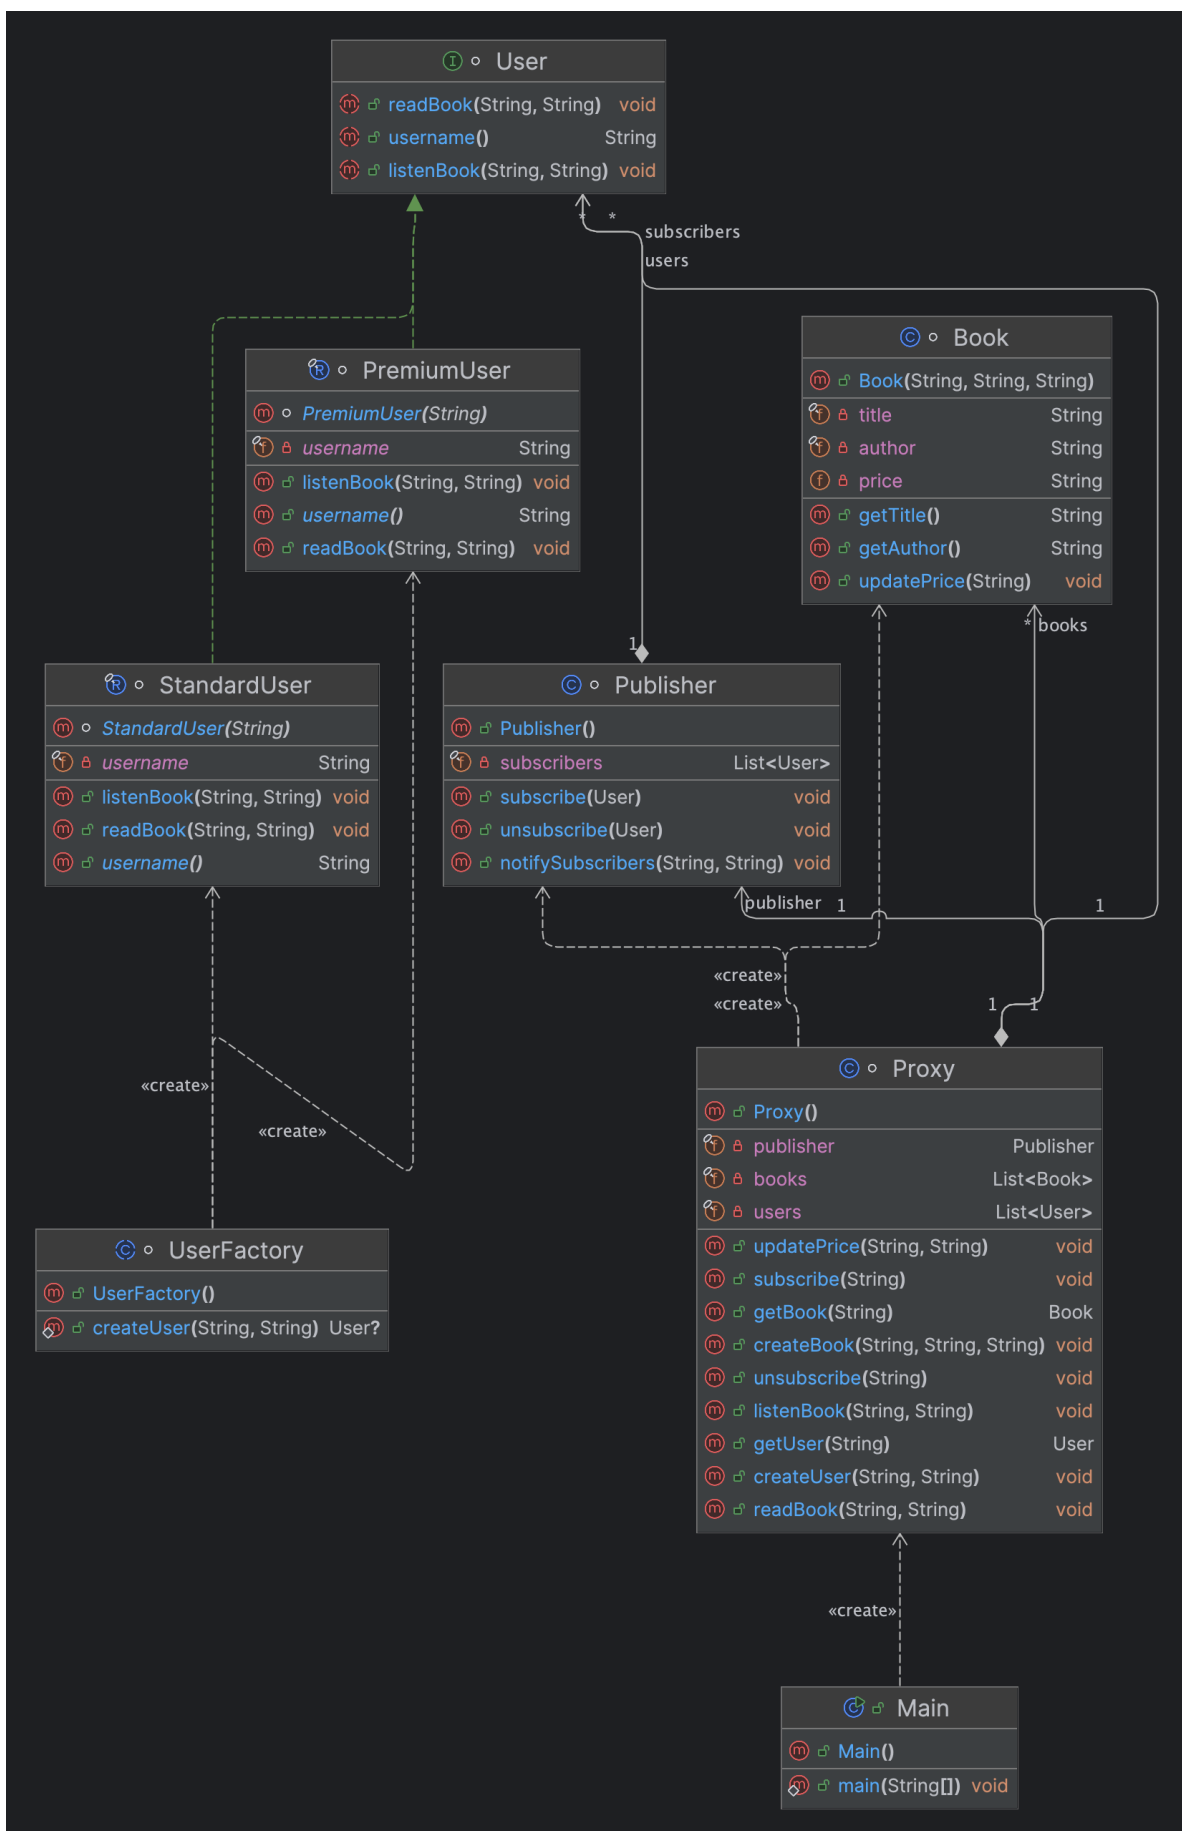 User
readBook(String, String) void
username() String
listenBook(String, String) void
* *
subscribers
users
PremiumUser
PremiumUser(String)
username String
listenBook(String, String) void
username() String
readBook(String, String) void
Book
Book(String, String, String)
title String
author String
price String
getTitle() String
getAuthor() String
updatePrice(String) void
* books
1
StandardUser
StandardUser(String)
username String
listenBook(String, String) void
readBook(String, String) void
username() String
Publisher
Publisher()
subscribers List<User>
subscribe(User) void
unsubscribe(User) void
notifySubscribers(String, String) void
publisher 1 1
«create»
«create»
1 1
«create»
«create»
UserFactory
UserFactory()
createUser(String, String) User?
Proxy
Proxy()
publisher Publisher
books List<Book>
users List<User>
updatePrice(String, String) void
subscribe(String) void
getBook(String) Book
createBook(String, String, String) void
unsubscribe(String) void
listenBook(String, String) void
getUser(String) User
createUser(String, String) void
readBook(String, String) void
«create»
Main
Main()
main(String[]) void